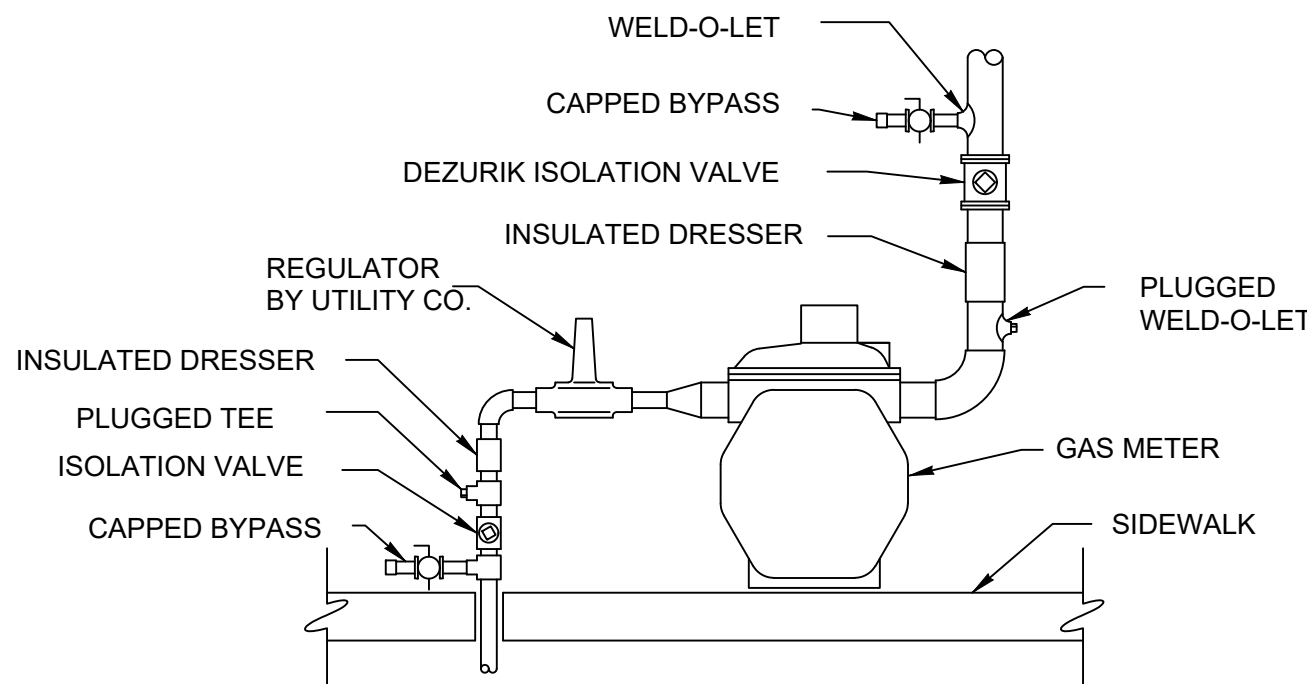 WELD-O-LET
CAPPED BYPASS
DEZURIK ISOLATION VALVE
INSULATED DRESSER
REGULATOR
BY UTILITY CO.
PLUGGED
WELD-O-LET
INSULATED DRESSER
PLUGGED TEE
GAS METER
ISOLATION VALVE
CAPPED BYPASS
SIDEWALK